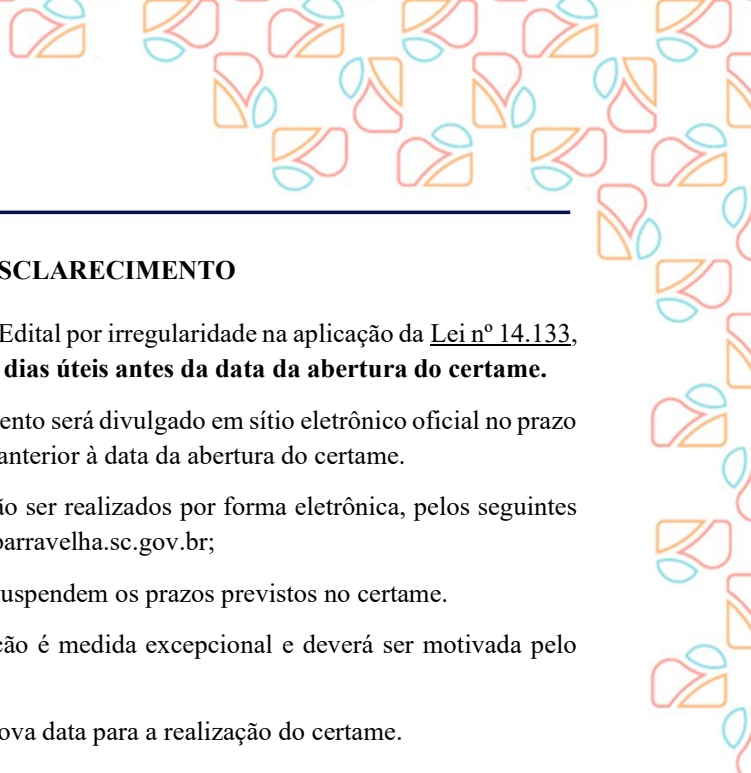 SCLARECIMENTO
Edital por irregularidade na aplicação da Lei nº 14.133,
dias úteis antes da data da abertura do certame.
ento será divulgado em sítio eletrônico oficial no prazo
anterior à data da abertura do certame.
ão ser realizados por forma eletrônica, pelos seguintes
barravelha.sc.gov.br;
uspendem os prazos previstos no certame.
ção é medida excepcional e deverá ser motivada pelo
ova data para a realização do certame.